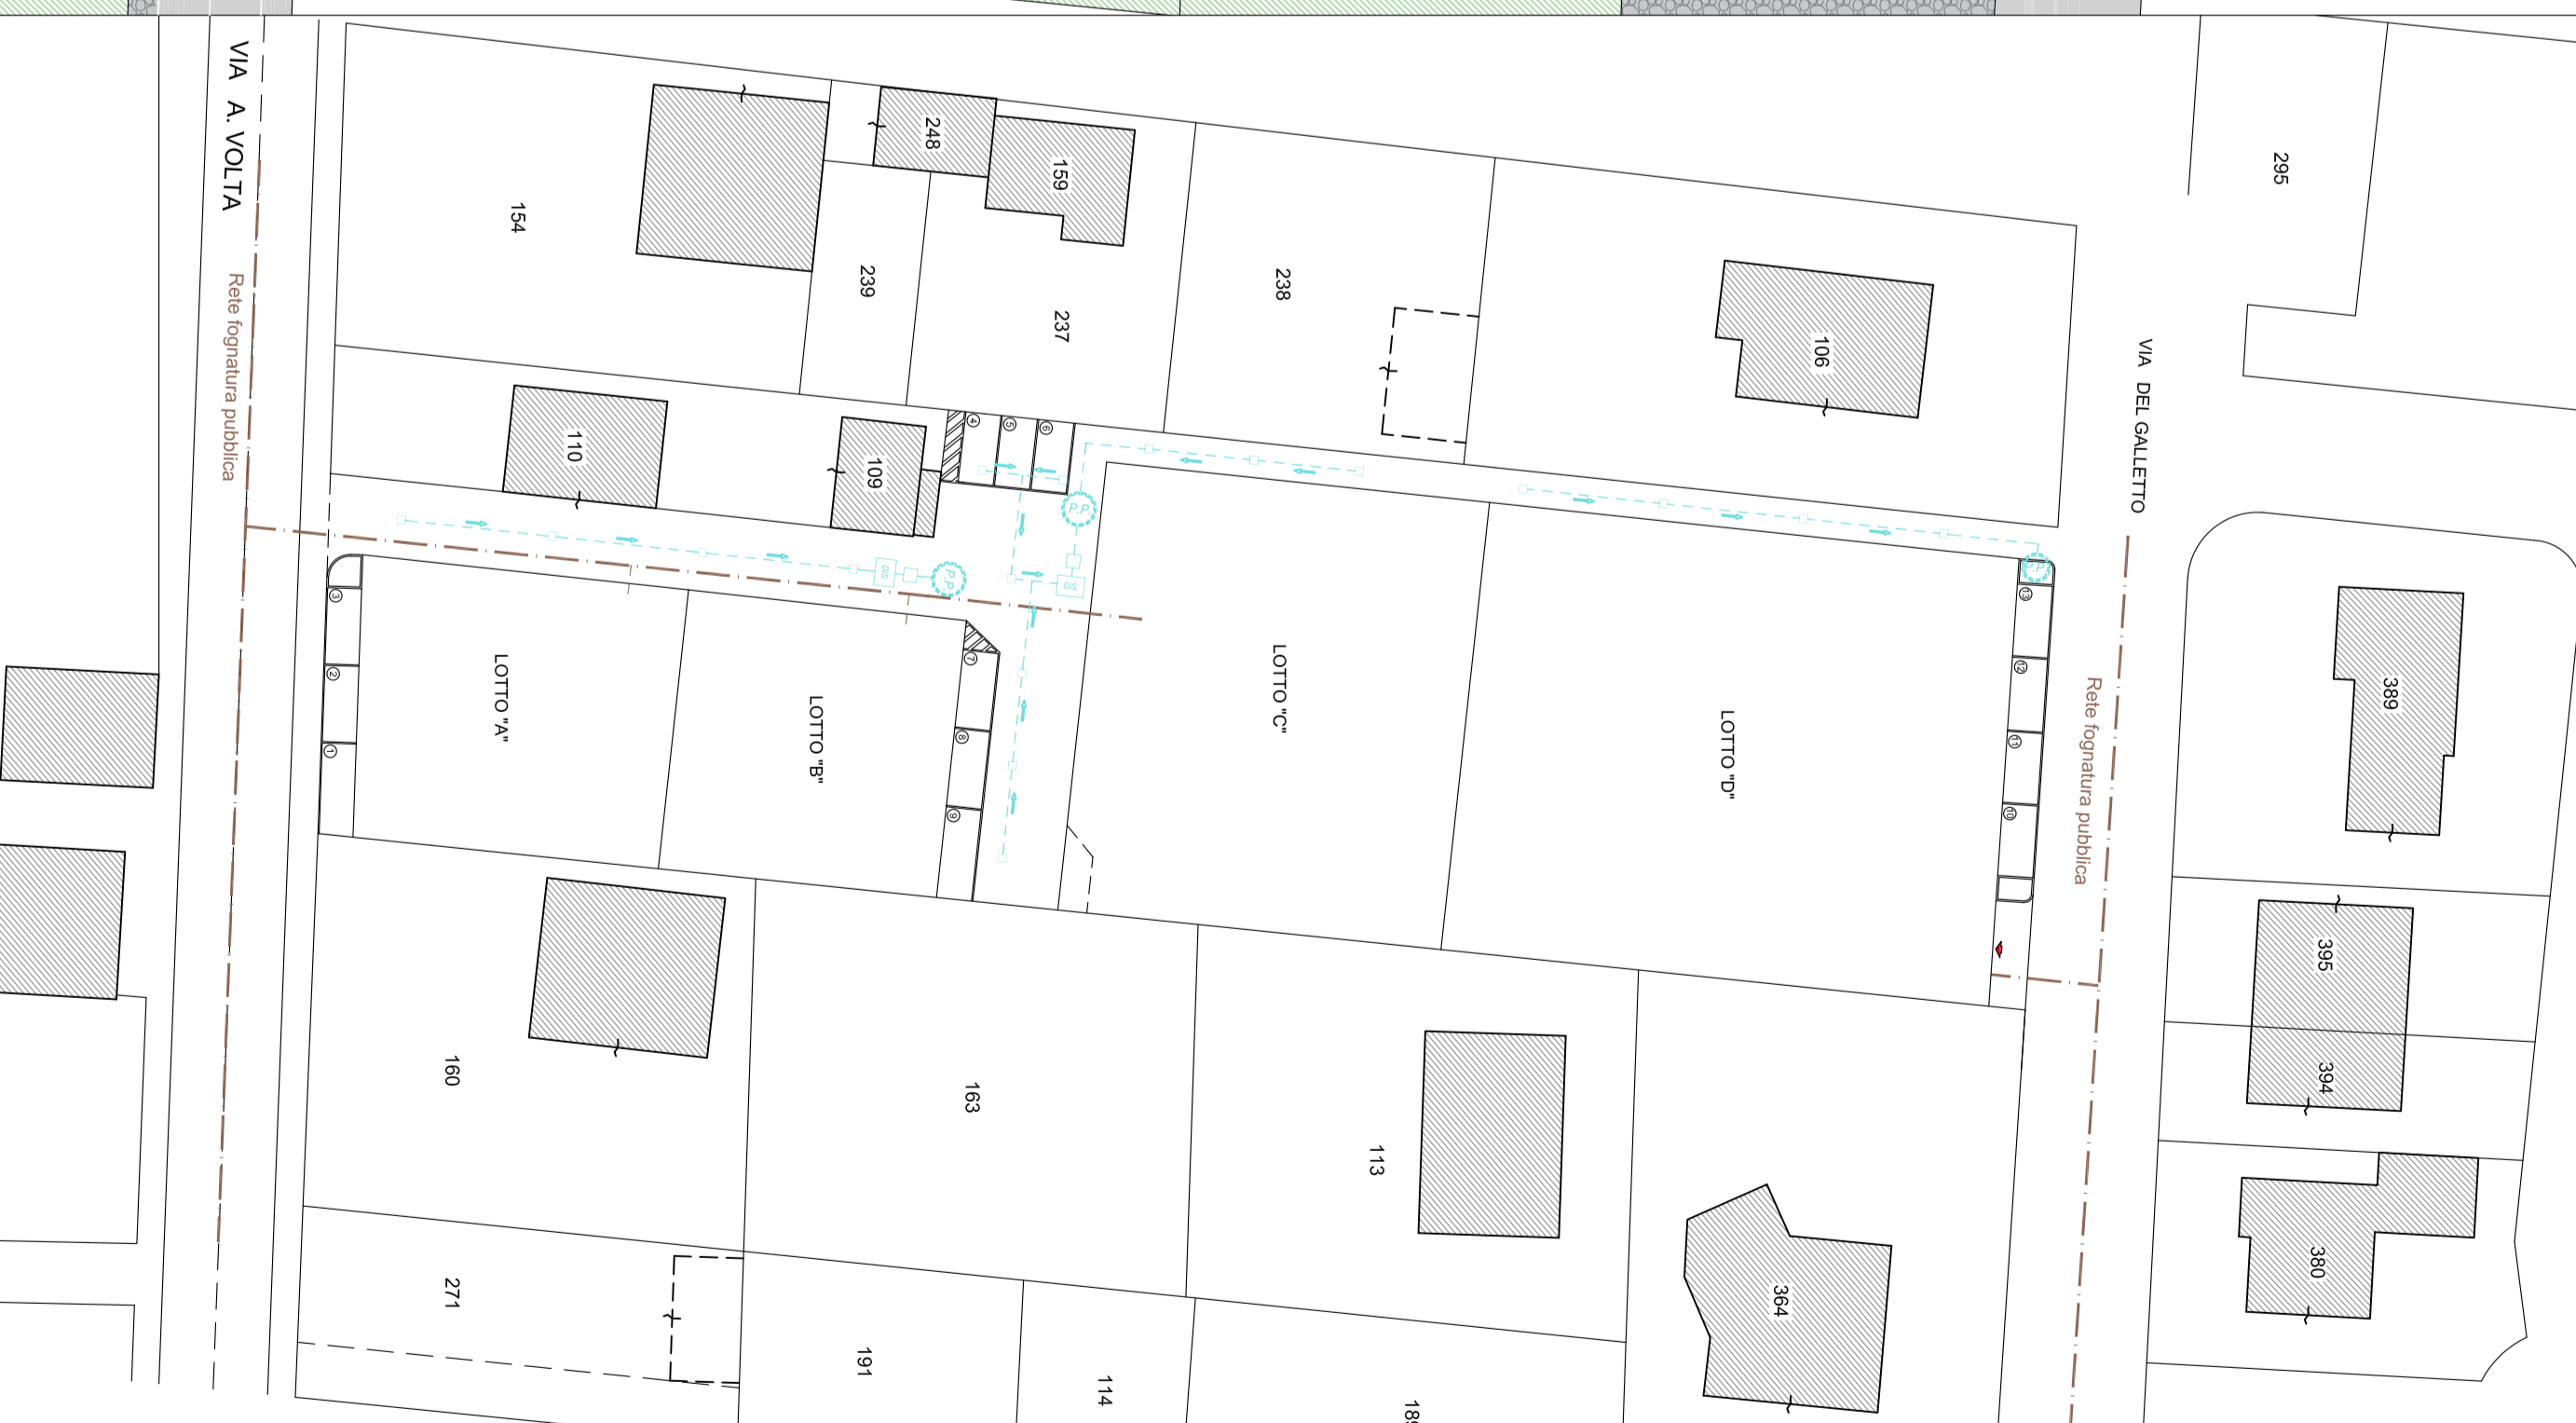 VIA A. VOLTA
Rete fognatura pubblica
154
248
159
239
237
238
106
295
VIA DEL GALLETTO
110
109
4
5
6
P.P.
DIS.
P.P.
DIS.
P.P.
3
2
1
LOTTO "A"
LOTTO "B"
7
8
9
LOTTO "C"
LOTTO "D"
13
12
11
10
Rete fognatura pubblica
389
395
394
380
160
163
113
364
271
191
114